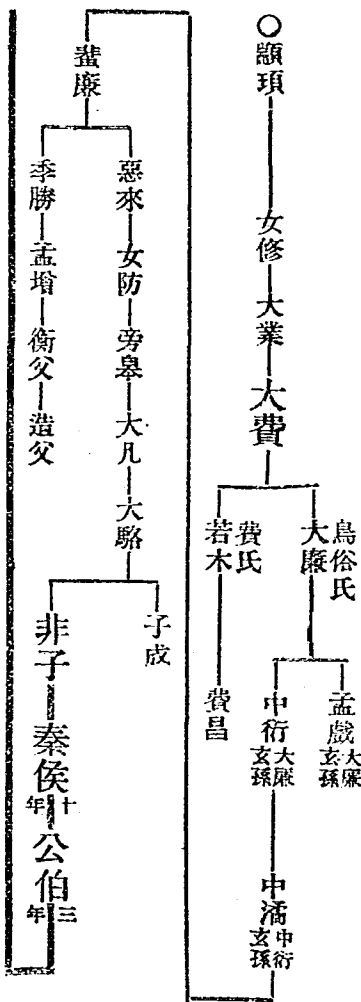 ○顓頊
女修
大業
大費
鳥俗氏
大廉
孟戲 大廉玄孫
中衍 大廉玄孫
中潏 中衍玄孫
費氏
若木
費昌
蜚廉
惡來
女防
旁皋
大凡
大駱
子成
非子
秦侯
十年
公伯
三年
季勝
孟增
衡父
造父